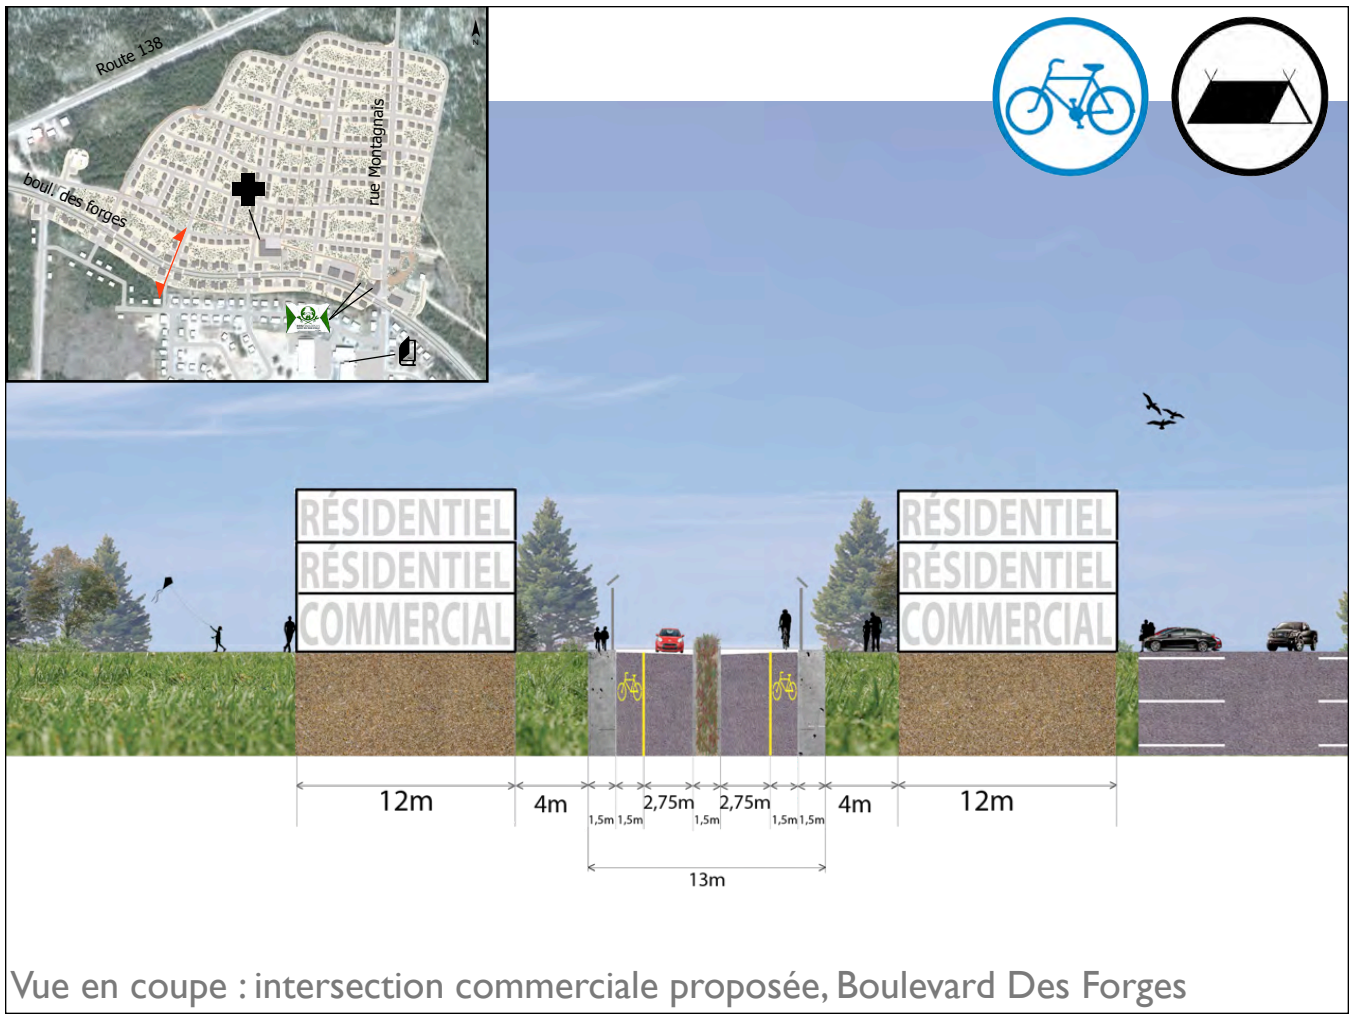 Route 138
N
rue Montagnais
boul. des forges
RÉSIDENTIEL
RÉSIDENTIEL
COMMERCIAL
RÉSIDENTIEL
RÉSIDENTIEL
COMMERCIAL
12m
4m
1,5m
1,5m
2,75m
1,5m
2,75m
1,5m
1,5m
4m
12m
13m
Vue en coupe : intersection commerciale proposée, Boulevard Des Forges